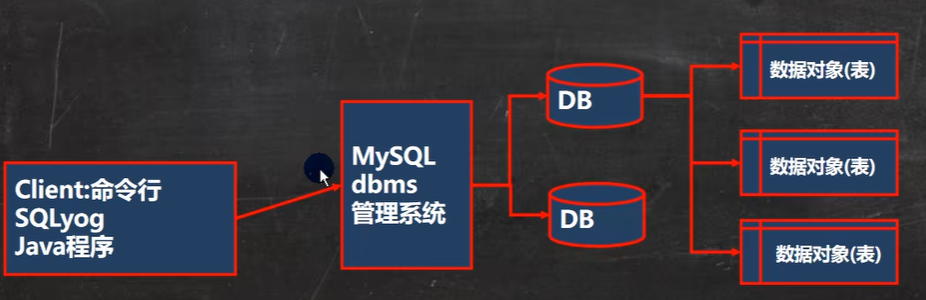 Client:命令行
SQLyog
Java程序
MySQL
dbms
管理系统
DB
DB
数据对象(表)
数据对象(表)
数据对象(表)